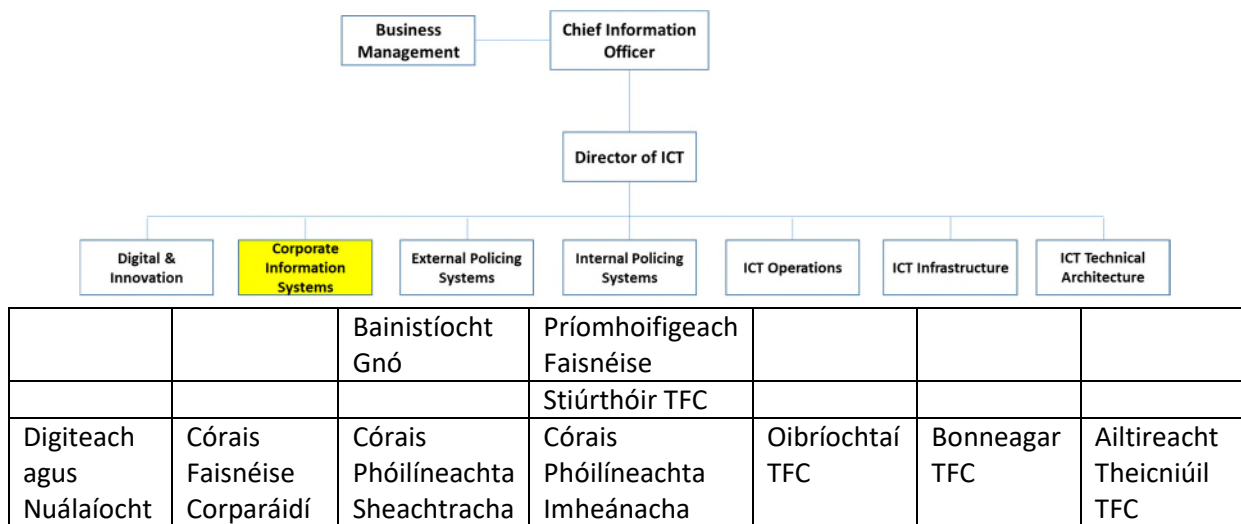 Business
Management
Chief Information
Officer
Director of ICT
Digital &
Innovation
Corporate
Information
Systems
External Policing
Systems
Internal Policing
Systems
ICT Operations
ICT Infrastructure
ICT Technical
Architecture
Bainistíocht
Gnó
Príomhoifigeach
Faisnéise
Stiúrthóir TFC
Digiteach
agus
Nuálaíocht
Córais
Faisnéise
Corparáidí
Córais
Phóilíneachta
Sheachtracha
Córais
Phóilíneachta
Imheánacha
Oibríochtaí
TFC
Bonneagar
TFC
Ailtireacht
Theicniúil
TFC